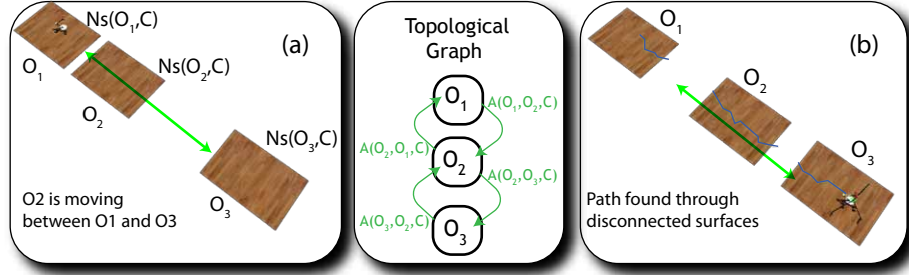 Ns(O1,C)
(a)
O1
Ns(O2,C)
O2
Ns(O3,C)
O3
O2 is moving
between O1 and O3
Topological
Graph
O1
A(O1,O2,C)
A(O2,O1,C)
O2
A(O2,O3,C)
A(O3,O2,C)
O3
O1
(b)
O2
O3
Path found through
disconnected surfaces